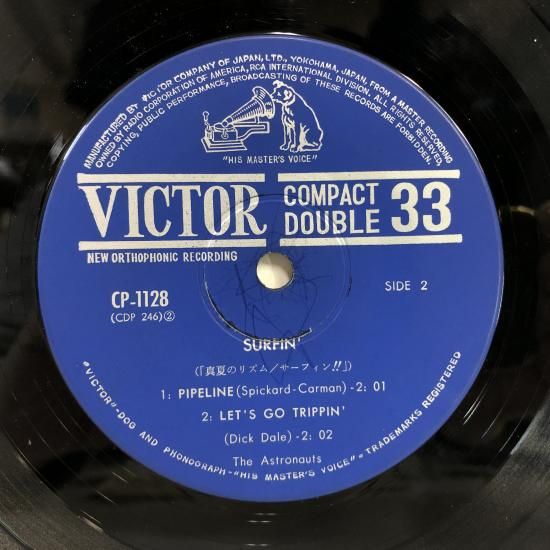 MANUFACTURED BY VICTOR COMPANY OF JAPAN, LTD., YOKOHAMA, JAPAN, FROM A MASTER RECORDING
OWNED BY RADIO CORPORATION OF AMERICA, RCA INTERNATIONAL DIVISION. ALL RIGHTS RESERVED.
COPYING PUBLIC PERFORMANCE, BROADCASTING OF THESE RECORDS ARE FORBIDDEN.
"HIS MASTER'S VOICE"
VICTOR COMPACT DOUBLE 33
NEW ORTHOPHONIC RECORDING
CP-1128
SIDE 2
(CDP 246)②
SURFIN'
(『真夏のリズム/サーフィン!!』)
1: PIPELINE (Spickard-Carman)-2: 01
2: LET'S GO TRIPPIN'
(Dick Dale)-2: 02
The Astronauts
"VICTOR"-DOG AND PHONOGRAPH-"HIS MASTER'S VOICE"-TRADEMARKS REGISTERED